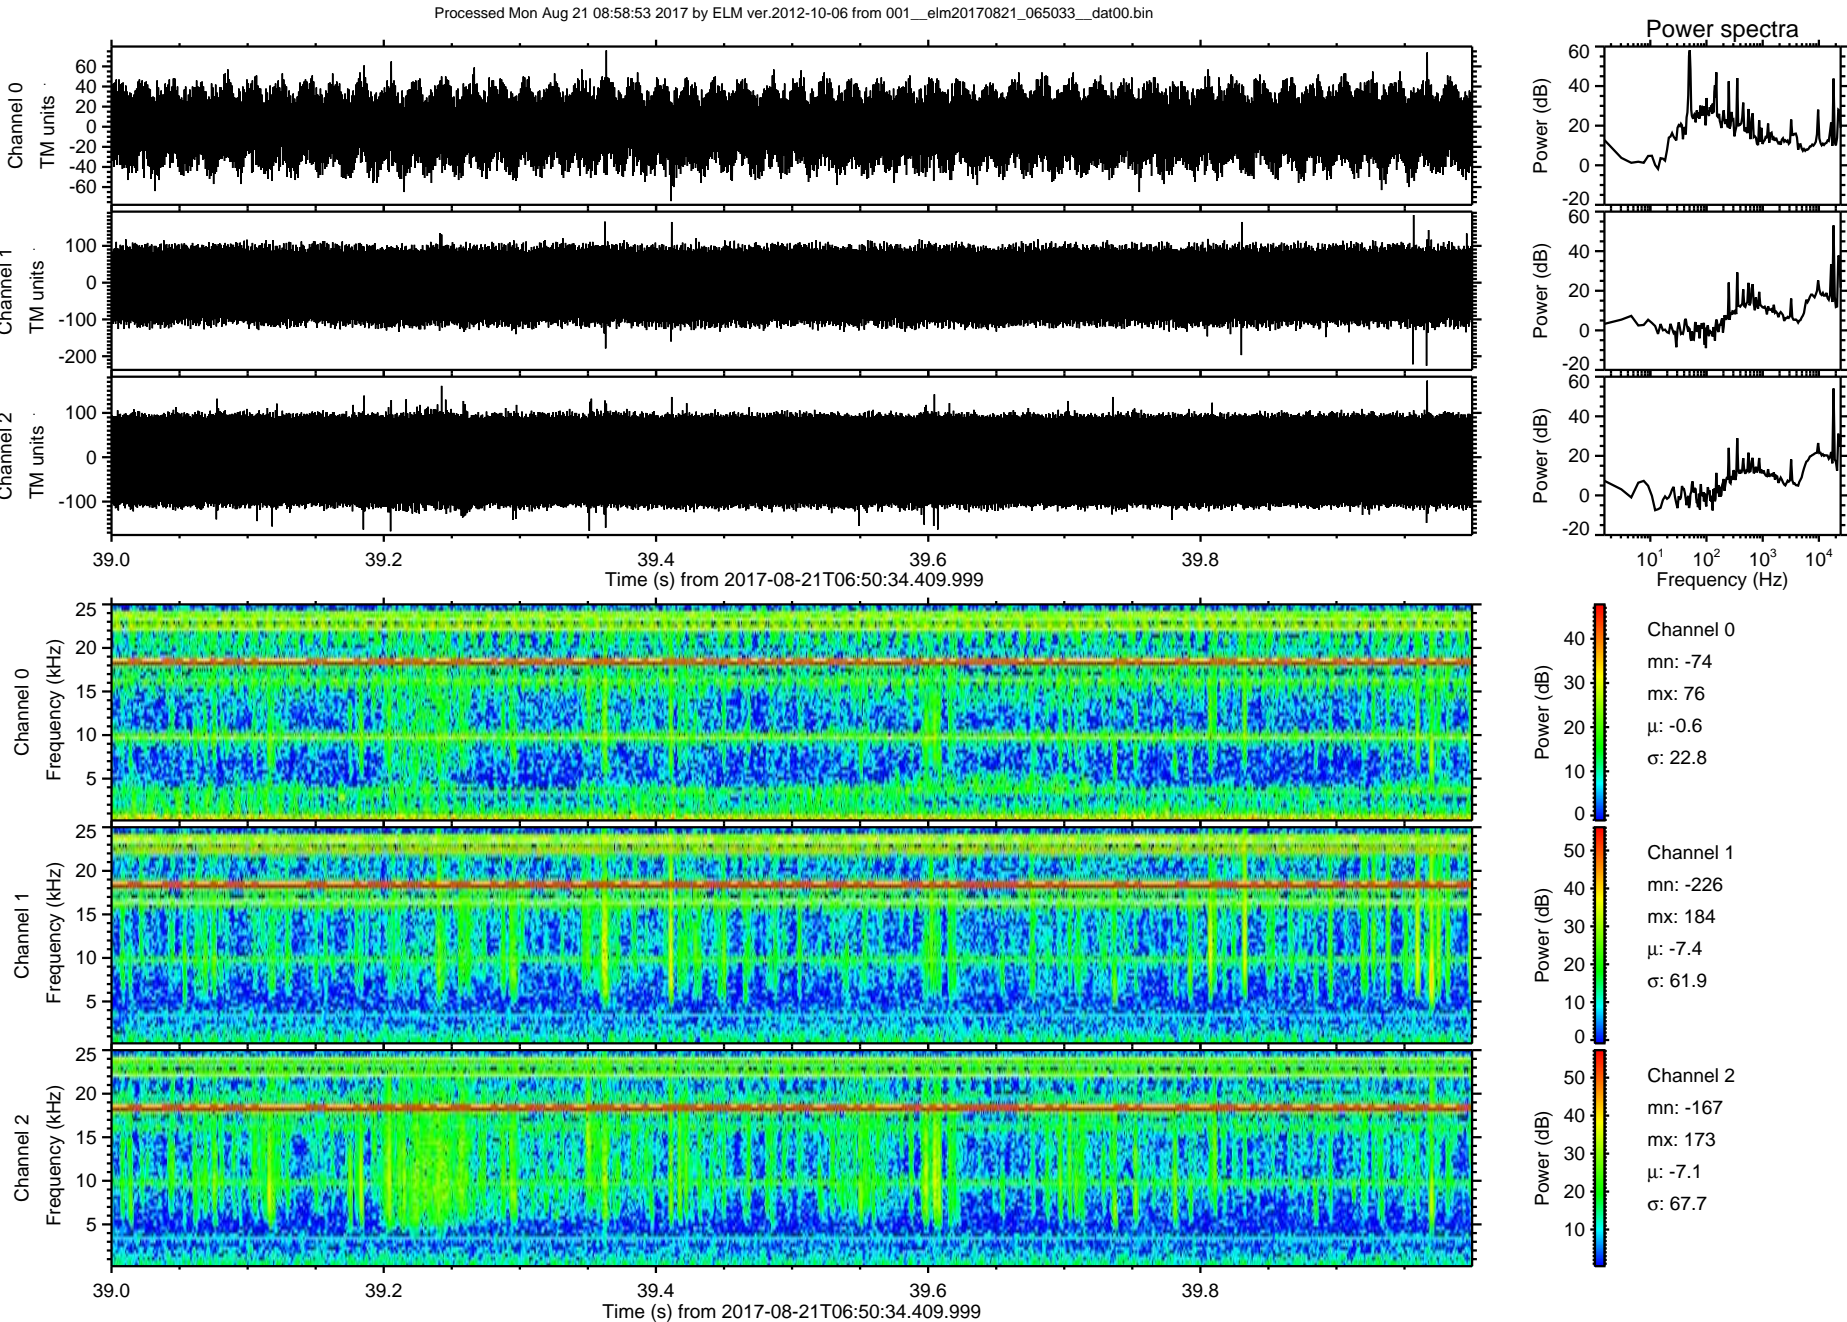 Processed Mon Aug 21 08:58:53 2017 by ELM ver.2012-10-06 from 001__elm20170821_065033__dat00.bin
Power spectra
Channel 0
TM units
60
40
20
0
-20
-40
-60
Power (dB)
60
40
20
0
-20
Channel 1
TM units
100
0
-100
-200
Power (dB)
60
40
20
0
-20
Channel 2
TM units
100
0
-100
Power (dB)
60
40
20
0
-20
39.0 39.2 39.4 39.6 39.8
Time (s) from 2017-08-21T06:50:34.409.999
10^1 10^2 10^3 10^4
Frequency (Hz)
Channel 0
Frequency (kHz)
25
20
15
10
5
Power (dB)
40
30
20
10
0
Channel 0
mn: -74
mx: 76
μ: -0.6
σ: 22.8
Channel 1
Frequency (kHz)
25
20
15
10
5
Power (dB)
50
40
30
20
10
0
Channel 1
mn: -226
mx: 184
μ: -7.4
σ: 61.9
Channel 2
Frequency (kHz)
25
20
15
10
5
Power (dB)
50
40
30
20
10
Channel 2
mn: -167
mx: 173
μ: -7.1
σ: 67.7
39.0 39.2 39.4 39.6 39.8
Time (s) from 2017-08-21T06:50:34.409.999